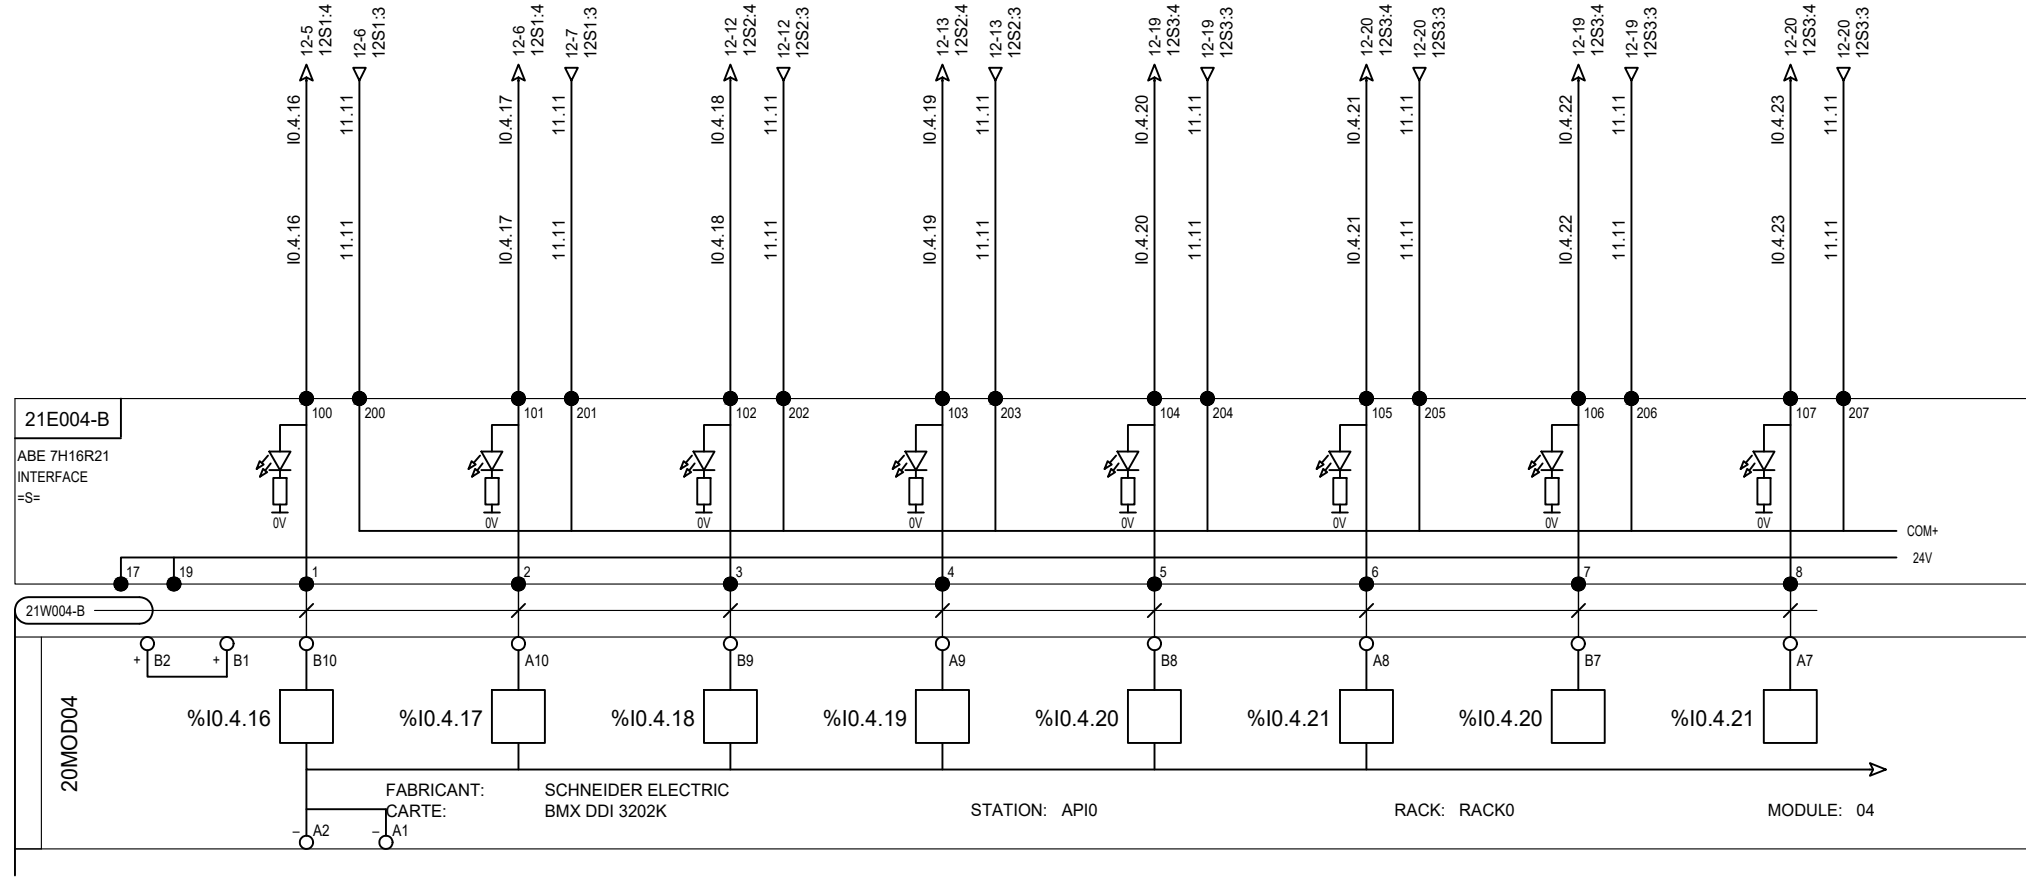 12-5
12S1:4
12-6
12S1:3
12-6
12S1:4
12-7
12S1:3
12-12
12S2:4
12-12
12S2:3
12-13
12S2:4
12-13
12S2:3
12-19
12S3:4
12-19
12S3:3
12-20
12S3:4
12-20
12S3:3
12-19
12S3:4
12-19
12S3:3
12-20
12S3:4
12-20
12S3:3
I0.4.16
11.11
I0.4.17
11.11
I0.4.18
11.11
I0.4.19
11.11
I0.4.20
11.11
I0.4.21
11.11
I0.4.22
11.11
I0.4.23
11.11
I0.4.16
11.11
I0.4.17
11.11
I0.4.18
11.11
I0.4.19
11.11
I0.4.20
11.11
I0.4.21
11.11
I0.4.22
11.11
I0.4.23
11.11
21E004-B
100
200
101
201
102
202
103
203
104
204
105
205
106
206
107
207
ABE 7H16R21
INTERFACE
=S=
0V
0V
0V
0V
0V
0V
0V
0V
COM+
24V
17
19
1
2
3
4
5
6
7
8
21W004-B
+ B2
+ B1
B10
A10
B9
A9
B8
A8
B7
A7
20MOD04
%I0.4.16
%I0.4.17
%I0.4.18
%I0.4.19
%I0.4.20
%I0.4.21
%I0.4.20
%I0.4.21
FABRICANT: SCHNEIDER ELECTRIC
CARTE: BMX DDI 3202K
STATION: API0
RACK: RACK0
MODULE: 04
– A2
– A1